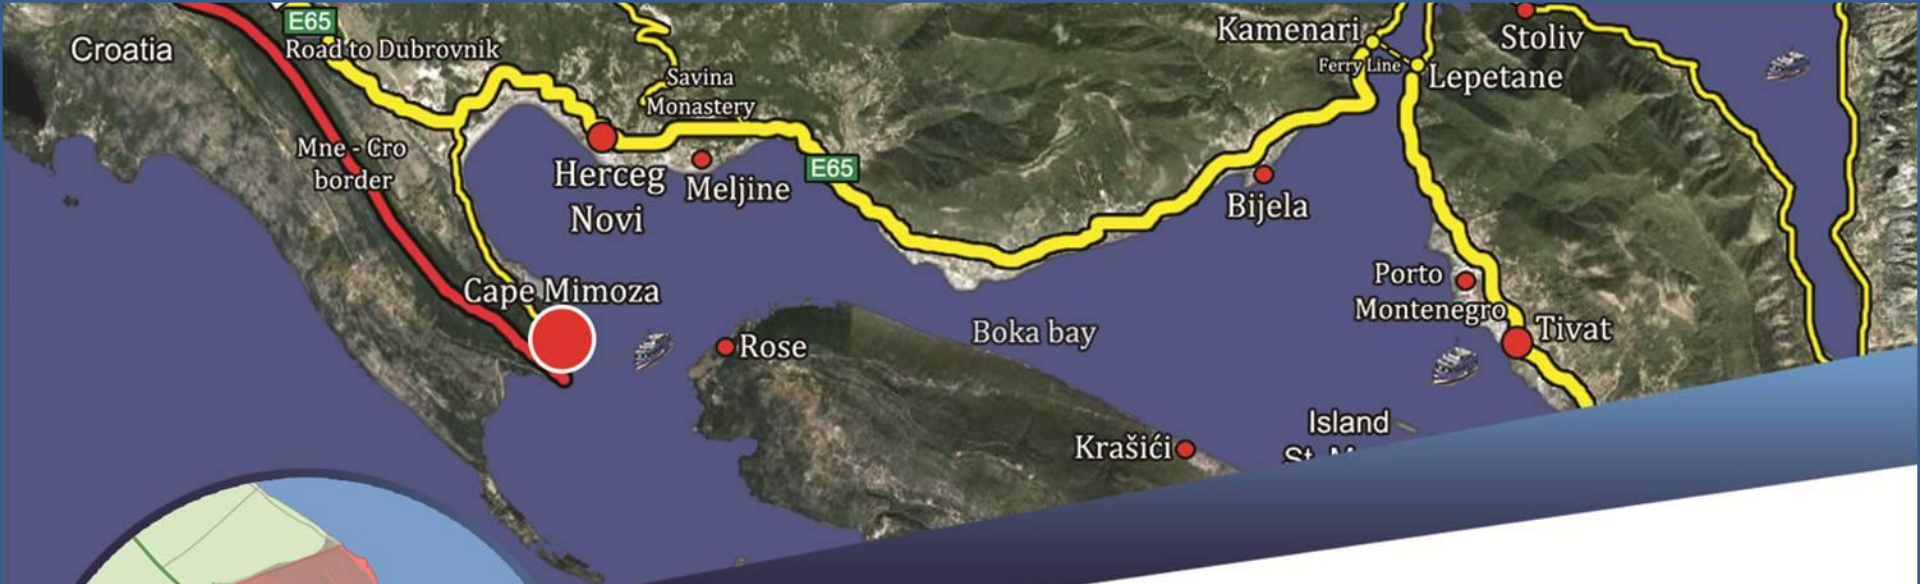 E65
Croatia
Road to Dubrovnik
Kamenari
Stoliv
Ferry Line
Lepetane
Savina
Monastery
Mne - Cro
border
E65
Herceg
Novi
Meljine
Bijela
Cape Mimoza
Porto
Montenegro
Tivat
Rose
Boka bay
Island
Krašići